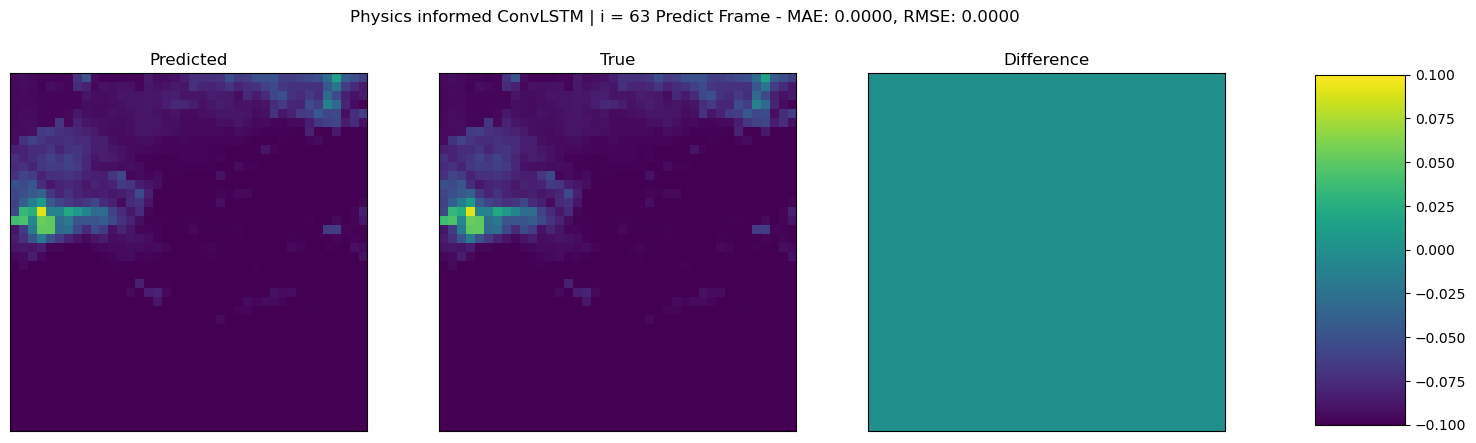 Physics informed ConvLSTM | i = 63 Predict Frame - MAE: 0.0000, RMSE: 0.0000
Predicted
True
Difference
0.100
0.075
0.050
0.025
0.000
−0.025
−0.050
−0.075
−0.100